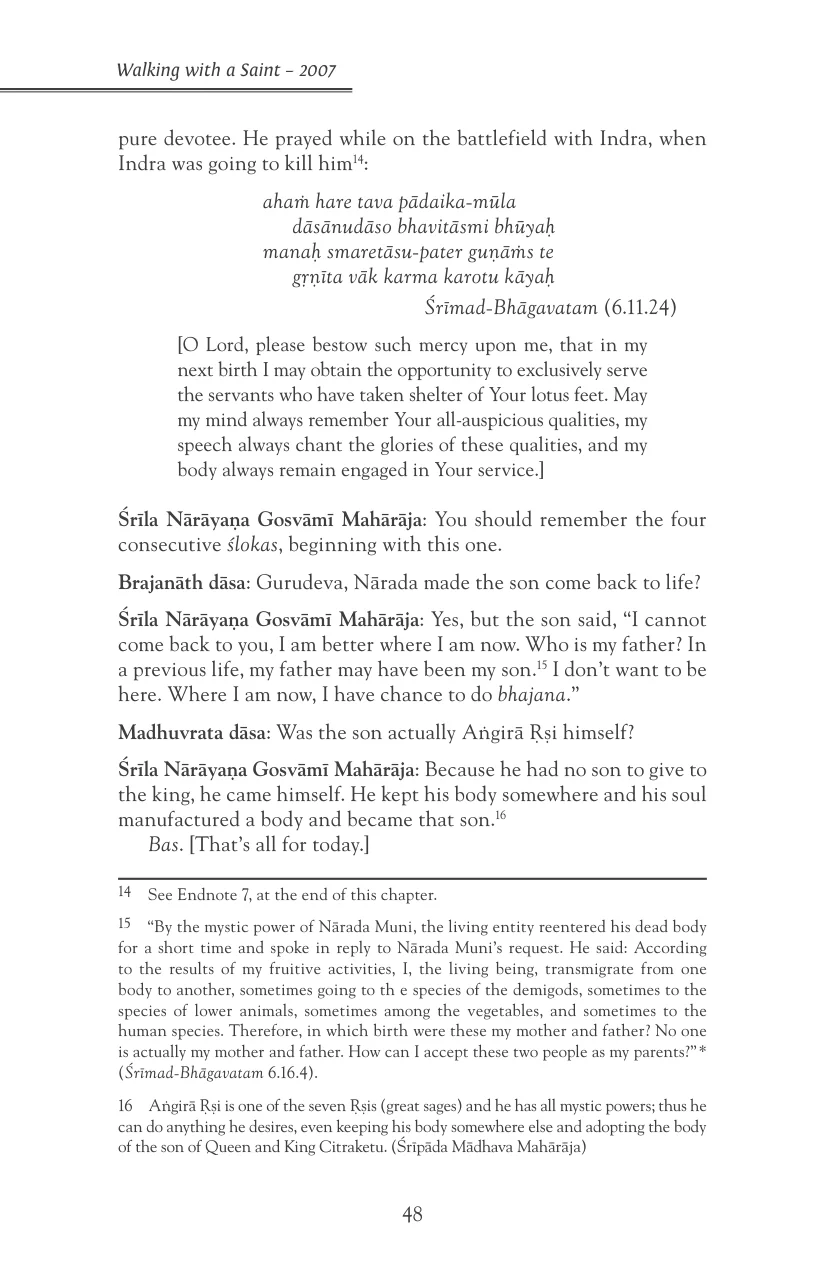 Walking with a Saint – 2007
pure devotee. He prayed while on the battlefield with Indra, when
Indra was going to kill him14:
ahaṁ hare tava pādaika-mūla
dāsānudāso bhavitāsmi bhūyaḥ
manaḥ smaretāsu-pater guṇāṁs te
gṛṇīta vāk karma karotu kāyaḥ
Śrīmad-Bhāgavatam (6.11.24)
[O Lord, please bestow such mercy upon me, that in my
next birth I may obtain the opportunity to exclusively serve
the servants who have taken shelter of Your lotus feet. May
my mind always remember Your all-auspicious qualities, my
speech always chant the glories of these qualities, and my
body always remain engaged in Your service.]
Śrīla Nārāyaṇa Gosvāmī Mahārāja: You should remember the four
consecutive ślokas, beginning with this one.
Brajanāth dāsa: Gurudeva, Nārada made the son come back to life?
Śrīla Nārāyaṇa Gosvāmī Mahārāja: Yes, but the son said, “I cannot
come back to you, I am better where I am now. Who is my father? In
a previous life, my father may have been my son.15 I don’t want to be
here. Where I am now, I have chance to do bhajana.”
Madhuvrata dāsa: Was the son actually Aṅgirā Ṛṣi himself?
Śrīla Nārāyaṇa Gosvāmī Mahārāja: Because he had no son to give to
the king, he came himself. He kept his body somewhere and his soul
manufactured a body and became that son.16
Bas. [That’s all for today.]
14 See Endnote 7, at the end of this chapter.
15 “By the mystic power of Nārada Muni, the living entity reentered his dead body
for a short time and spoke in reply to Nārada Muni’s request. He said: According
to the results of my fruitive activities, I, the living being, transmigrate from one
body to another, sometimes going to th e species of the demigods, sometimes to the
species of lower animals, sometimes among the vegetables, and sometimes to the
human species. Therefore, in which birth were these my mother and father? No one
is actually my mother and father. How can I accept these two people as my parents?”*
(Śrīmad-Bhāgavatam 6.16.4).
16 Aṅgirā Ṛṣi is one of the seven Ṛṣis (great sages) and he has all mystic powers; thus he
can do anything he desires, even keeping his body somewhere else and adopting the body
of the son of Queen and King Citraketu. (Śrīpāda Mādhava Mahārāja)
48